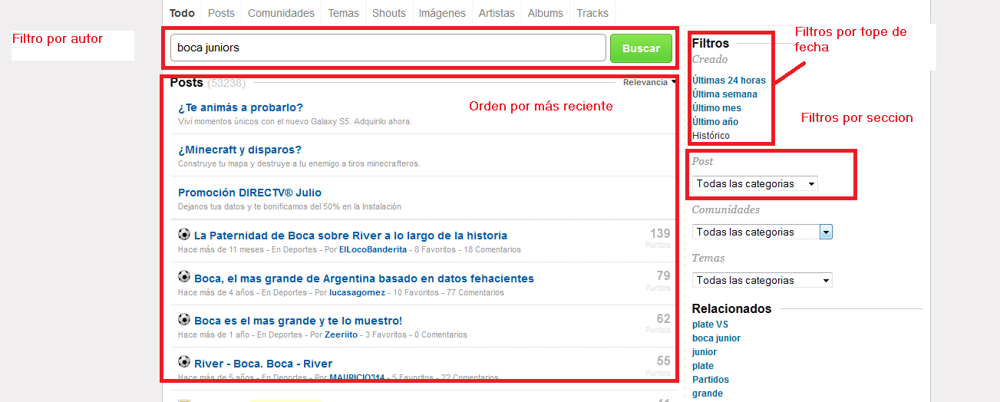 Todo Posts Comunidades Temas Shouts Imágenes Artistas Albums Tracks
Filtro por autor
boca juniors Buscar
Posts (53238) Relevancia
Orden por más reciente
¿Te animás a probarlo?
Viví momentos únicos con el nuevo Galaxy S5. Adquirilo ahora.
¿Minecraft y disparos?
Construye tu mapa y destruye a tu enemigo a tiros minecrafteros.
Promoción DIRECTV® Julio
Dejanos tus datos y te bonificamos del 50% en la Instalación
La Paternidad de Boca sobre River a lo largo de la historia 139
Hace más de 11 meses - En Deportes - Por ElLocoBanderita - 8 Favoritos - 18 Comentarios Puntos
Boca, el mas grande de Argentina basado en datos fehacientes 79
Hace más de 4 años - En Deportes - Por lucasagomez - 10 Favoritos - 77 Comentarios Puntos
Boca es el mas grande y te lo muestro! 62
Hace más de 1 año - En Deportes - Por Zeeriito - 3 Favoritos - 0 Comentarios Puntos
River - Boca. Boca - River 55
Hace más de 5 años - En Deportes - Por MAURICIO314 - 5 Favoritos - 22 Comentarios Puntos
Filtros
Creado
Últimas 24 horas
Última semana
Último mes
Último año
Histórico
Filtros por tope de
fecha
Filtros por seccion
Post
Todas las categorias
Comunidades
Todas las categorias
Temas
Todas las categorias
Relacionados
plate VS
boca junior
junior
plate
Partidos
grande